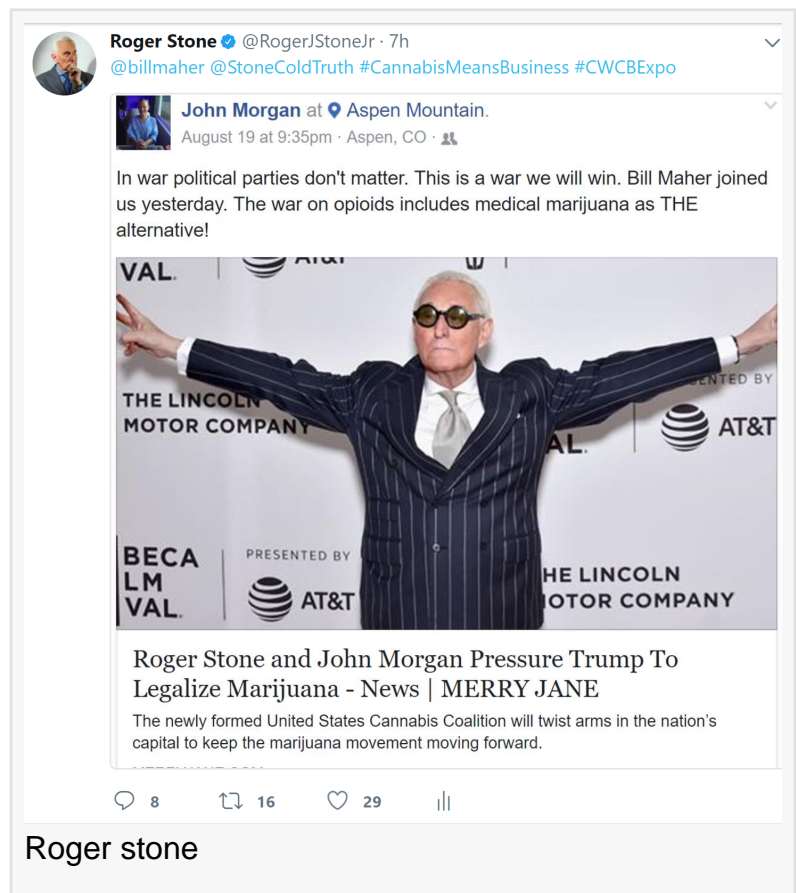 Roger Stone @RogerJStoneJr · 7h
@billmaher @StoneColdTruth #CannabisMeansBusiness #CWCBExpo
John Morgan at Aspen Mountain.
August 19 at 9:35pm · Aspen, CO ·
In war political parties don't matter. This is a war we will win. Bill Maher joined
us yesterday. The war on opioids includes medical marijuana as THE
alternative!
VAL.
AT&T
THE LINCOLN
MOTOR COMPANY
ENTED BY
AT&T
AL.
BECA
LM
VAL.
PRESENTED BY
AT&T
HE LINCOLN
OTOR COMPANY
Roger Stone and John Morgan Pressure Trump To
Legalize Marijuana - News | MERRY JANE
The newly formed United States Cannabis Coalition will twist arms in the nation's
capital to keep the marijuana movement moving forward.
8 16 29
Roger stone